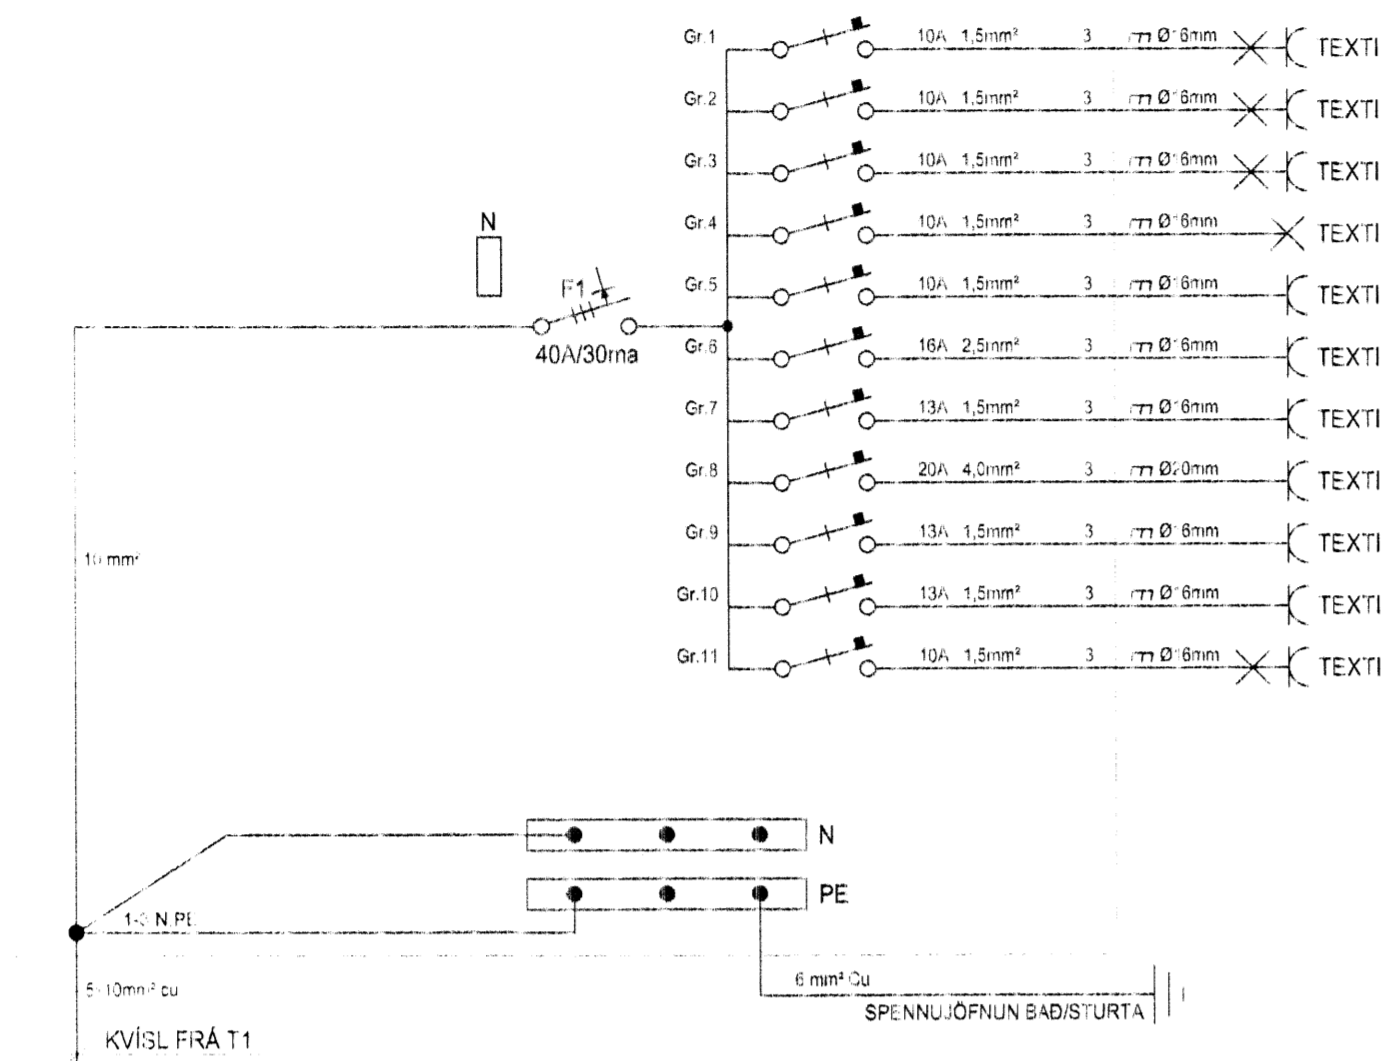 Gr.1 10A 1,5mm² 3 Ø16mm TEXTI
Gr.2 10A 1,5mm² 3 Ø16mm TEXTI
Gr.3 10A 1,5mm² 3 Ø16mm TEXTI
Gr.4 10A 1,5mm² 3 Ø16mm TEXTI
N
Gr.5 10A 1,5mm² 3 Ø16mm TEXTI
F1
40A/30ma
Gr.6 16A 2,5mm² 3 Ø16mm TEXTI
Gr.7 13A 1,5mm² 3 Ø16mm TEXTI
Gr.8 20A 4,0mm² 3 Ø20mm TEXTI
Gr.9 13A 1,5mm² 3 Ø16mm TEXTI
10 mm²
Gr.10 13A 1,5mm² 3 Ø16mm TEXTI
Gr.11 10A 1,5mm² 3 Ø16mm TEXTI
N
PE
1-3 N.PE
5x10mm² cu
6 mm² Cu
SPENNUJÖFNUN BAÐ/STURTA
KVÍSL FRÁ T1